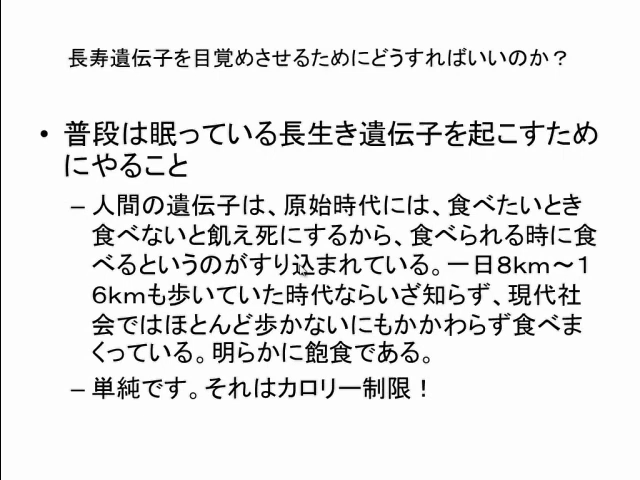 長寿遺伝子を目覚めさせるためにどうすればいいのか？
• 普段は眠っている長生き遺伝子を起こすため
にやること
– 人間の遺伝子は、原始時代には、食べたいとき
食べないと飢え死にするから、食べられる時に食
べるというのがすり込まれている。一日8ｋｍ～１
６ｋｍも歩いていた時代ならいざ知らず、現代社
会ではほとんど歩かないにもかかわらず食べま
くっている。明らかに飽食である。
– 単純です。それはカロリー制限！